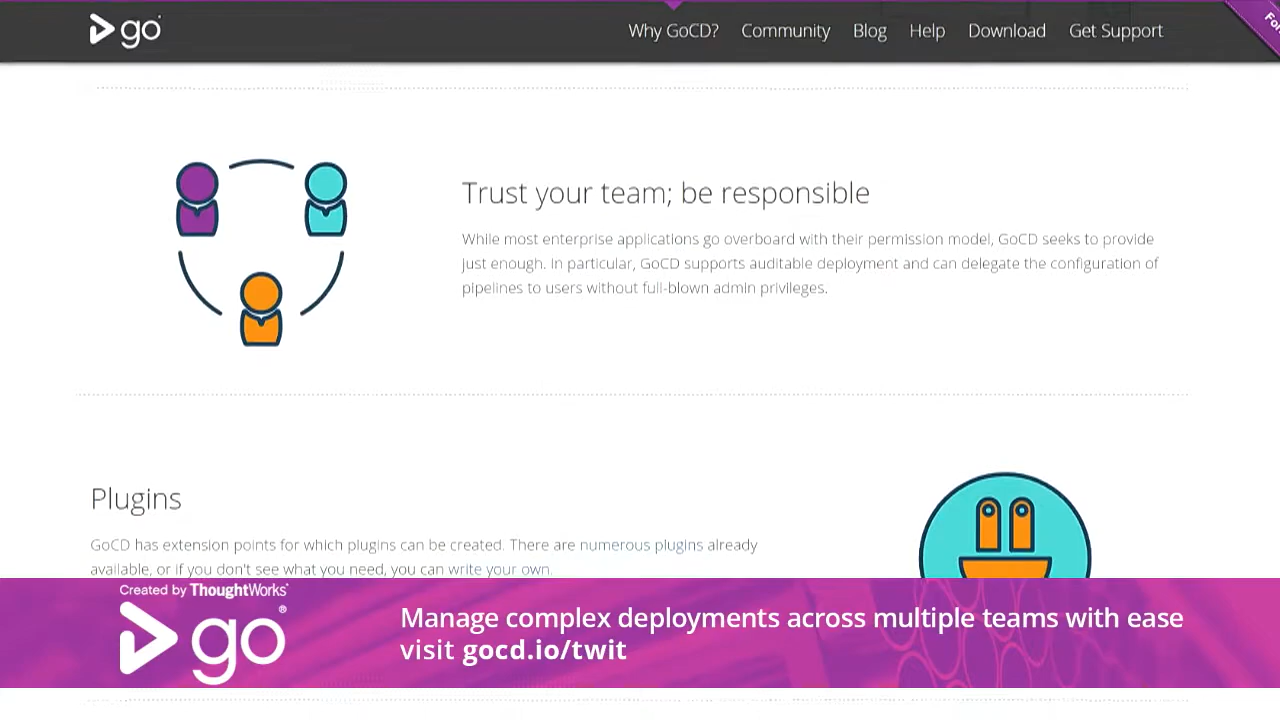 go
Why GoCD? Community Blog Help Download Get Support
Trust your team; be responsible
While most enterprise applications go overboard with their permission model, GoCD seeks to provide
just enough. In particular, GoCD supports auditable deployment and can delegate the configuration of
pipelines to users without full-blown admin privileges.
Plugins
GoCD has extension points for which plugins can be created. There are numerous plugins already
available, or if you don't see what you need, you can write your own.
Created by ThoughtWorks®
go®
Manage complex deployments across multiple teams with ease
visit gocd.io/twit